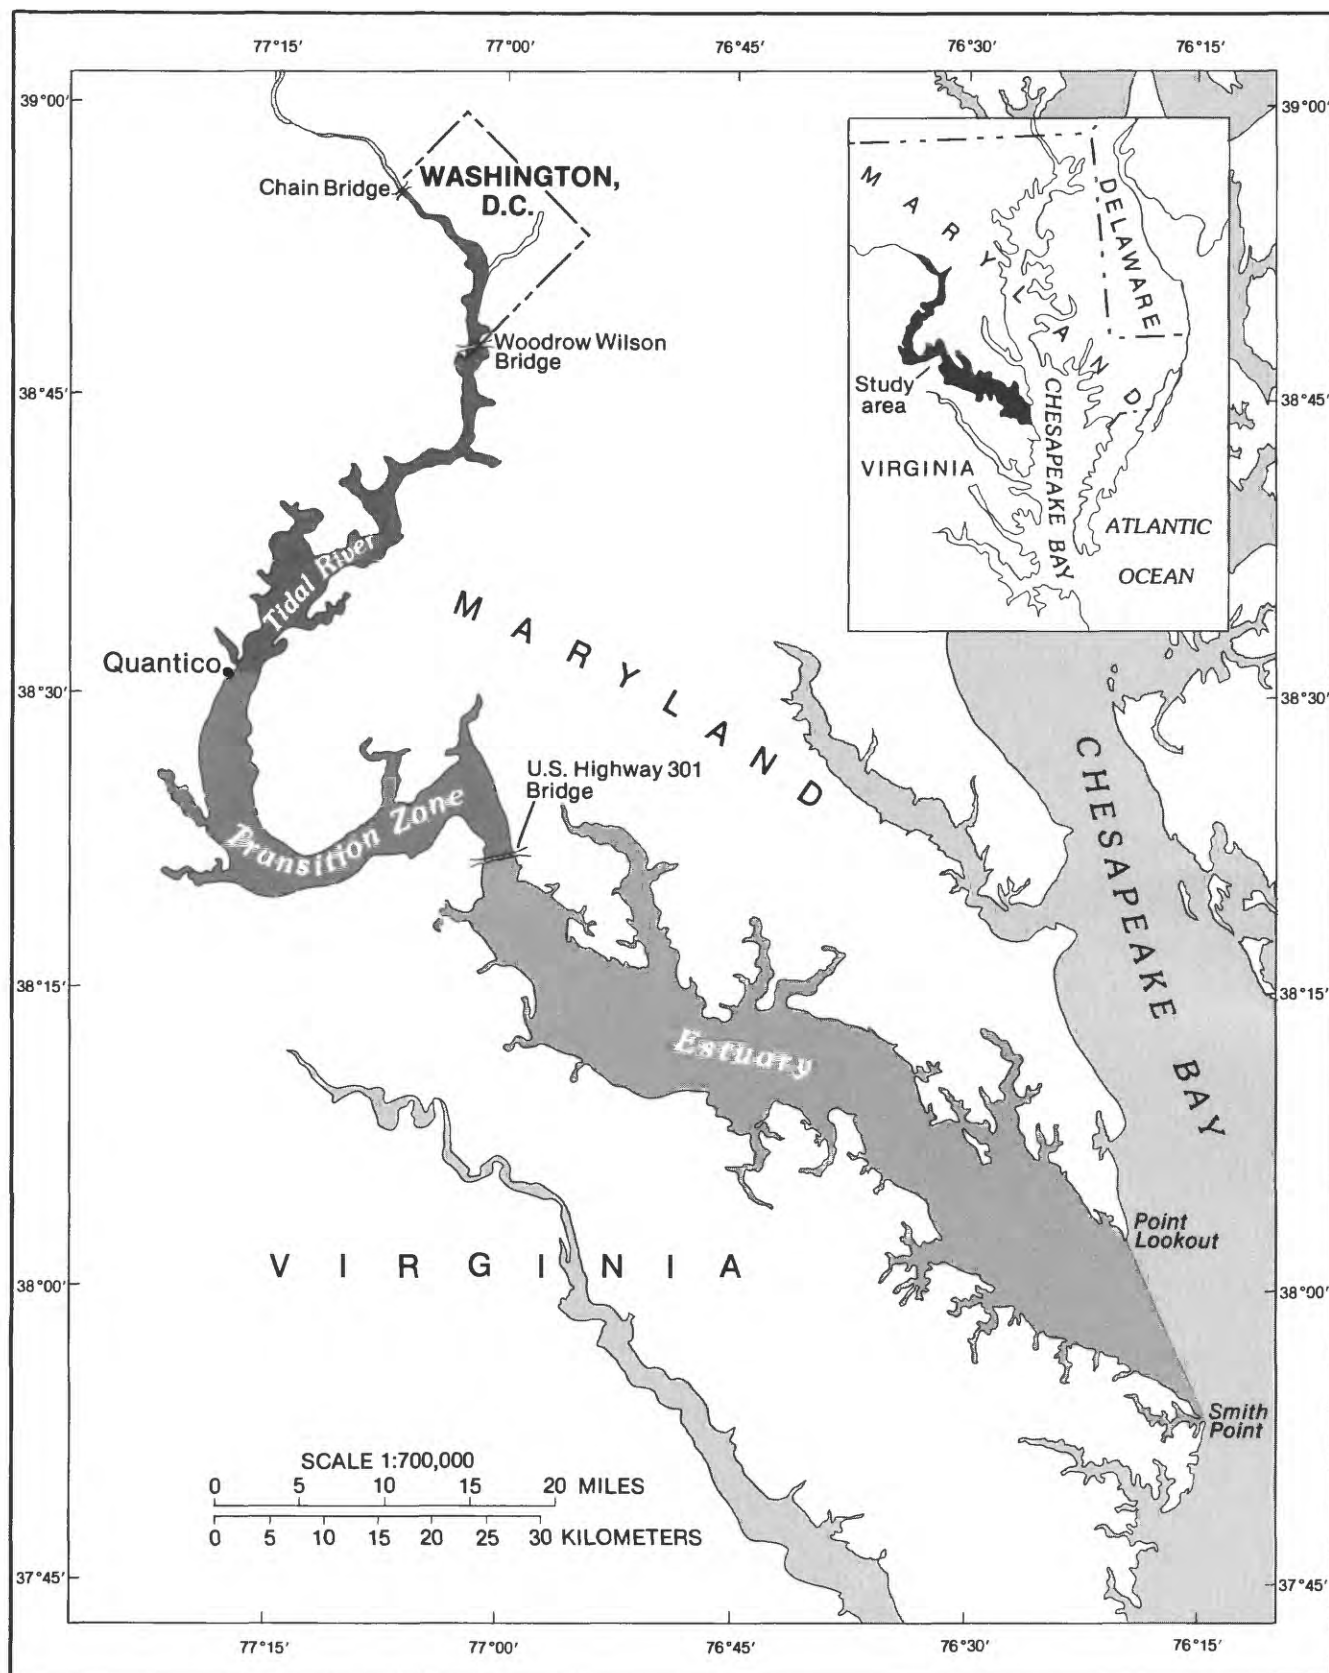 77°15′ 77°00′ 76°45′ 76°30′ 76°15′
39°00′
39°00′
Chain Bridge
WASHINGTON,
D.C.
Woodrow Wilson
Bridge
38°45′
38°45′
MARYLAND
DELAWARE
Study
area
VIRGINIA
CHESAPEAKE BAY
ATLANTIC
OCEAN
Tidal River
Quantico
MARYLAND
38°30′
38°30′
U.S. Highway 301
Bridge
Transition Zone
CHESAPEAKE BAY
38°15′
38°15′
Estuary
Point
Lookout
VIRGINIA
38°00′
38°00′
Smith
Point
SCALE 1:700,000
0 5 10 15 20 MILES
0 5 10 15 20 25 30 KILOMETERS
37°45′
37°45′
77°15′ 77°00′ 76°45′ 76°30′ 76°15′